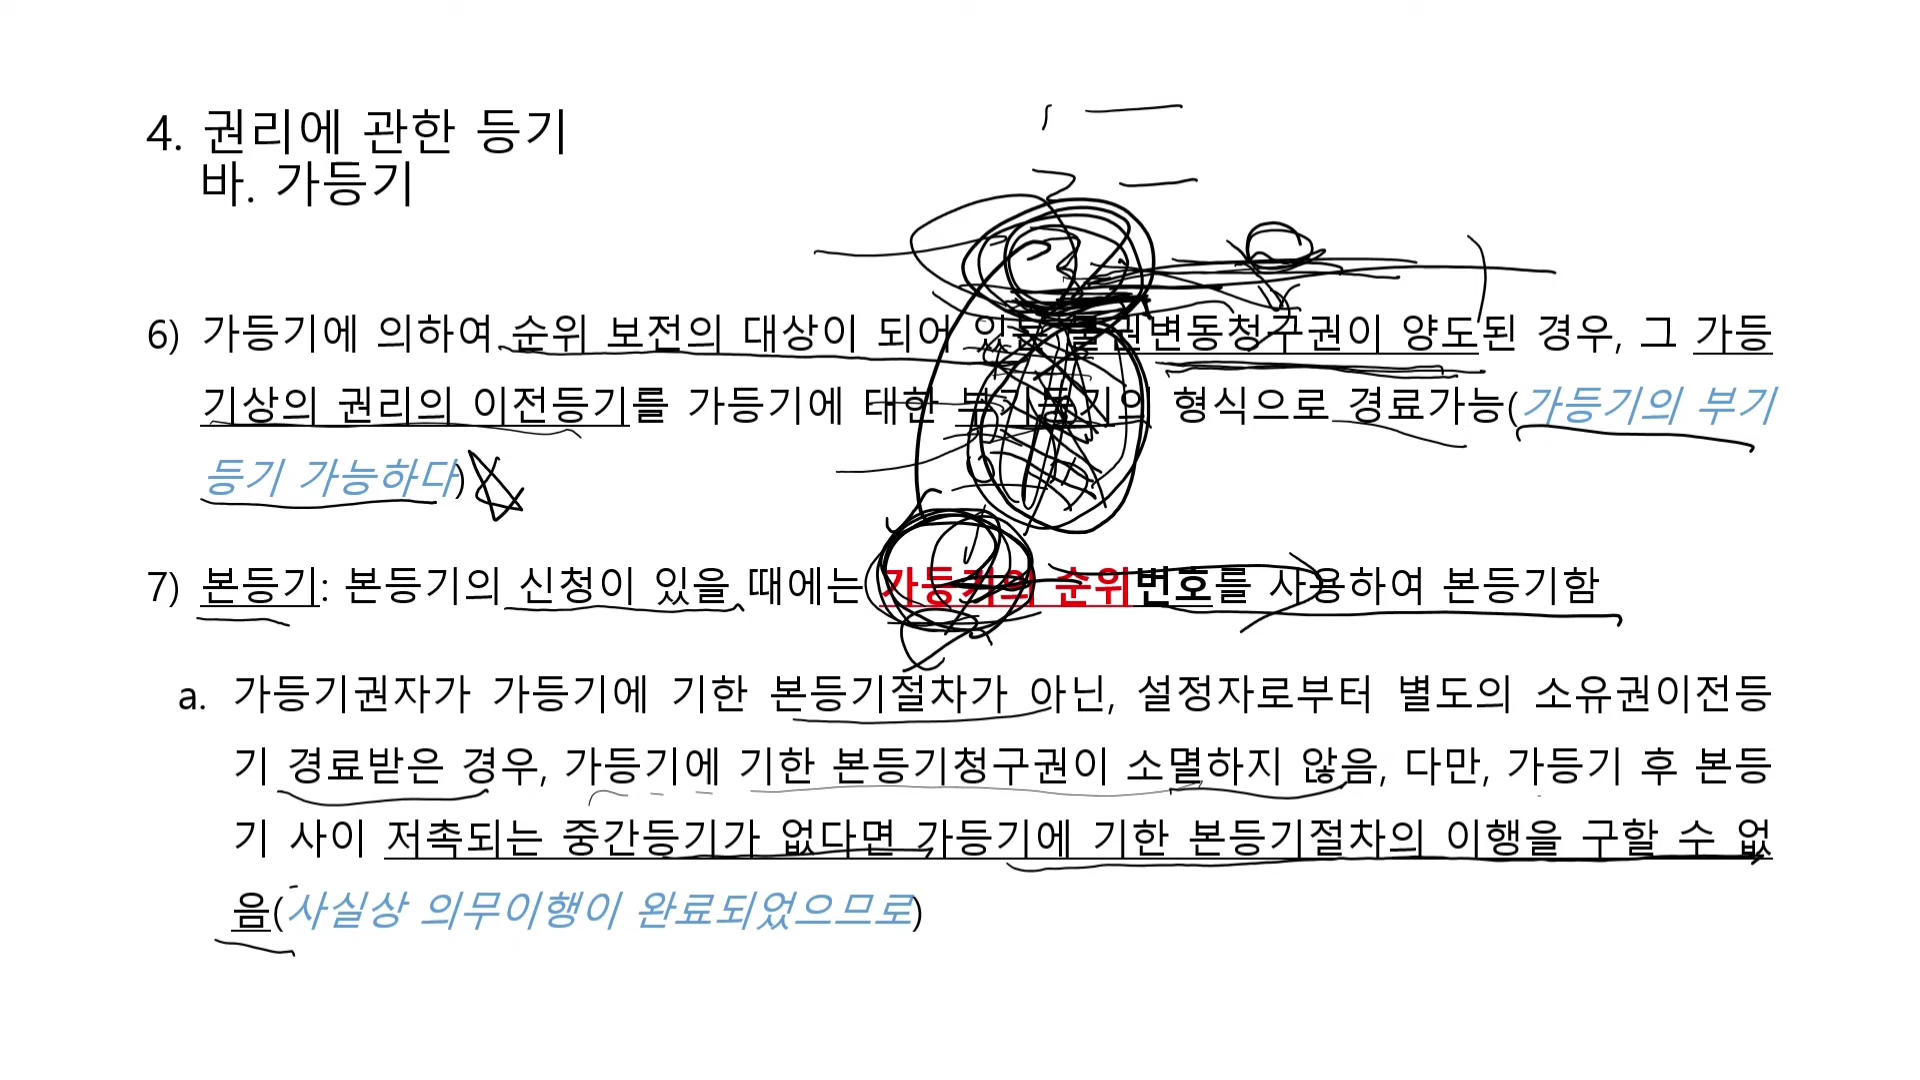 4. 권리에 관한 등기
바. 가등기
6) 가등기에 의하여 순위 보전의 대상이 되어 있는 물권변동청구권이 양도된 경우, 그 가등
기상의 권리의 이전등기를 가등기에 대한 부기등기의 형식으로 경료가능(가등기의 부기
등기 가능하다)
7) 본등기: 본등기의 신청이 있을 때에는 가등기의 순위번호를 사용하여 본등기함
a. 가등기권자가 가등기에 기한 본등기절차가 아닌, 설정자로부터 별도의 소유권이전등
기 경료받은 경우, 가등기에 기한 본등기청구권이 소멸하지 않음, 다만, 가등기 후 본등
기 사이 저촉되는 중간등기가 없다면 가등기에 기한 본등기절차의 이행을 구할 수 없
음(사실상 의무이행이 완료되었으므로)